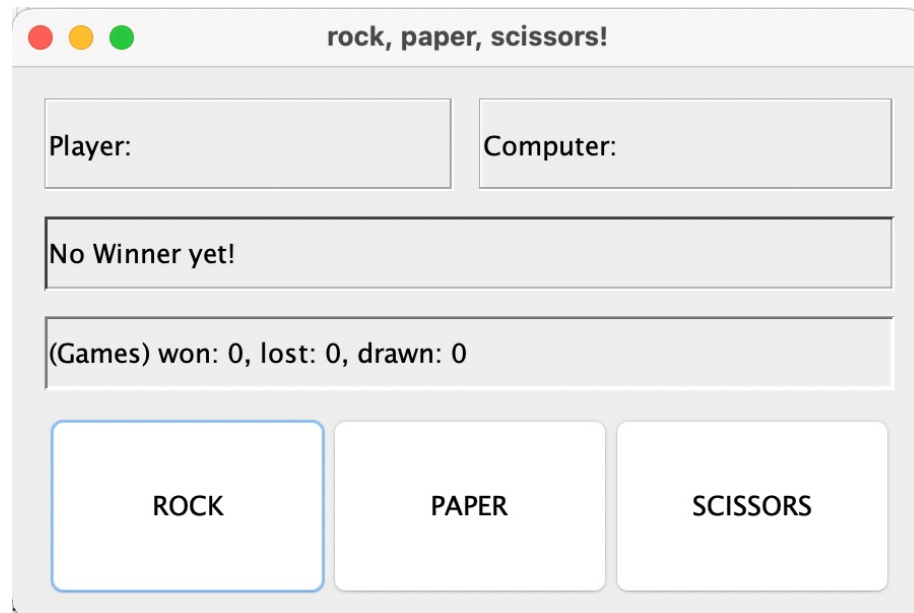 rock, paper, scissors!
Player:
Computer:
No Winner yet!
(Games) won: 0, lost: 0, drawn: 0
ROCK
PAPER
SCISSORS